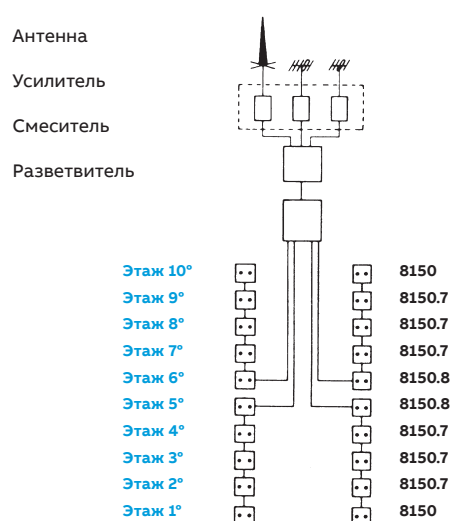 Антенна
Усилитель
Смеситель
Разветвитель
Этаж 10° 8150
Этаж 9° 8150.7
Этаж 8° 8150.7
Этаж 7° 8150.7
Этаж 6° 8150.8
Этаж 5° 8150.8
Этаж 4° 8150.7
Этаж 3° 8150.7
Этаж 2° 8150.7
Этаж 1° 8150